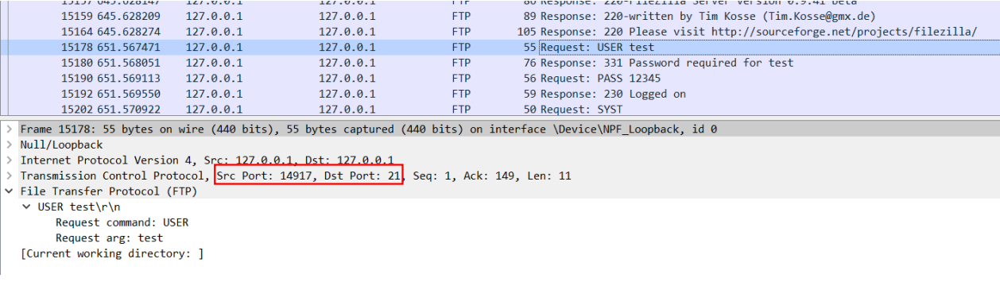 15157 645.628147 127.0.0.1 127.0.0.1 FTP 86 Response: 220-FileZilla Server version 0.9.41 beta
15159 645.628209 127.0.0.1 127.0.0.1 FTP 89 Response: 220-written by Tim Kosse (Tim.Kosse@gmx.de)
15164 645.628274 127.0.0.1 127.0.0.1 FTP 105 Response: 220 Please visit http://sourceforge.net/projects/filezilla/
15178 651.567471 127.0.0.1 127.0.0.1 FTP 55 Request: USER test
15180 651.568051 127.0.0.1 127.0.0.1 FTP 76 Response: 331 Password required for test
15190 651.569113 127.0.0.1 127.0.0.1 FTP 56 Request: PASS 12345
15192 651.569550 127.0.0.1 127.0.0.1 FTP 59 Response: 230 Logged on
15202 651.570922 127.0.0.1 127.0.0.1 FTP 50 Request: SYST
Frame 15178: 55 bytes on wire (440 bits), 55 bytes captured (440 bits) on interface \Device\NPF_Loopback, id 0
Null/Loopback
Internet Protocol Version 4, Src: 127.0.0.1, Dst: 127.0.0.1
Transmission Control Protocol, Src Port: 14917, Dst Port: 21, Seq: 1, Ack: 149, Len: 11
File Transfer Protocol (FTP)
USER test\r\n
Request command: USER
Request arg: test
[Current working directory: ]